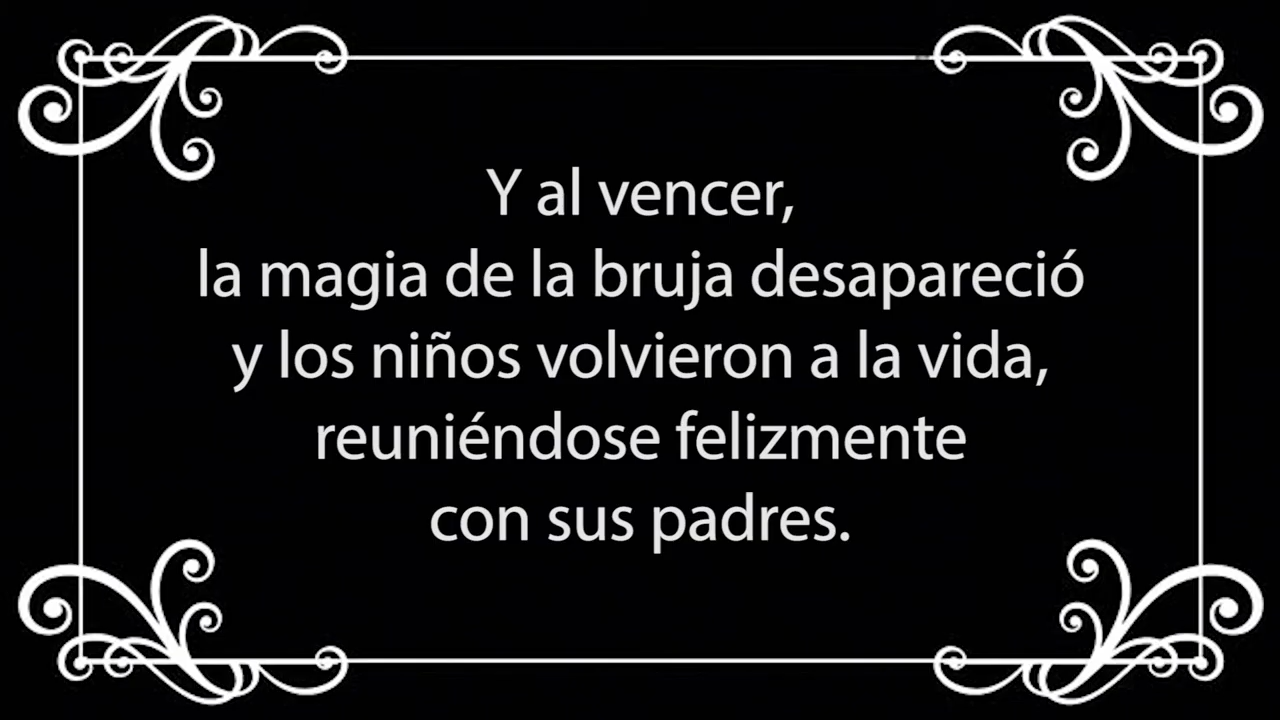 Y al vencer,
la magia de la bruja desapareció
y los niños volvieron a la vida,
reuniéndose felizmente
con sus padres.